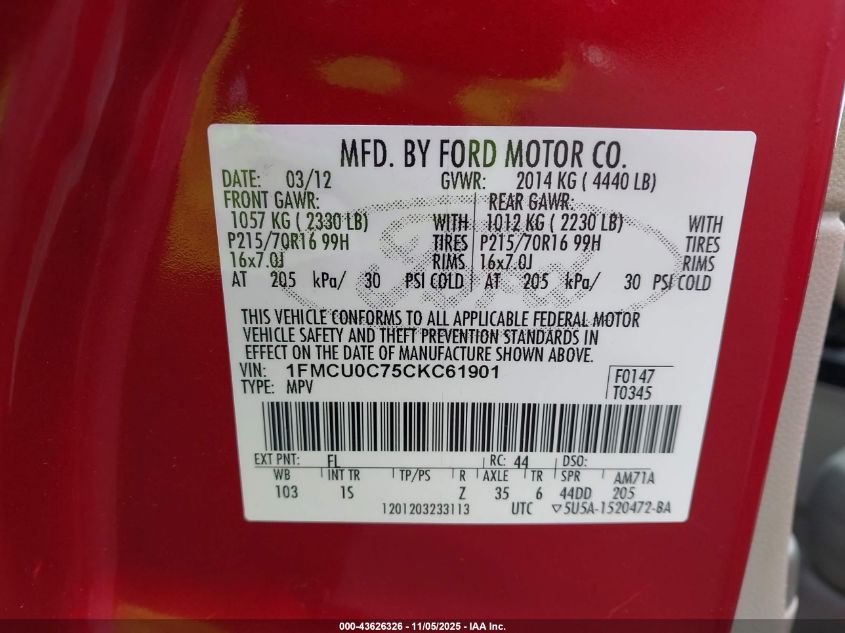 MFD. BY FORD MOTOR CO.
DATE: 03/12 GVWR: 2014 KG ( 4440 LB)
FRONT GAWR: REAR GAWR:
1057 KG ( 2330 LB) WITH 1012 KG ( 2230 LB) WITH
P215/70R16 99H TIRES P215/70R16 99H TIRES
16x7.0J RIMS 16x7.0J RIMS
AT 205 kPa/ 30 PSI COLD AT 205 kPa/ 30 PSI COLD
THIS VEHICLE CONFORMS TO ALL APPLICABLE FEDERAL MOTOR
VEHICLE SAFETY AND THEFT PREVENTION STANDARDS IN
EFFECT ON THE DATE OF MANUFACTURE SHOWN ABOVE.
VIN: 1FMCU0C75CKC61901 F0147
TYPE: MPV T0345
EXT PNT: FL RC: 44 DSO:
WB INT TR TP/PS R AXLE TR SPR AM71A
103 1S Z 35 6 44DD 205
1201203233113 UTC ▽5U5A-1520472-BA
000-43626326 - 11/05/2025 - IAA Inc.